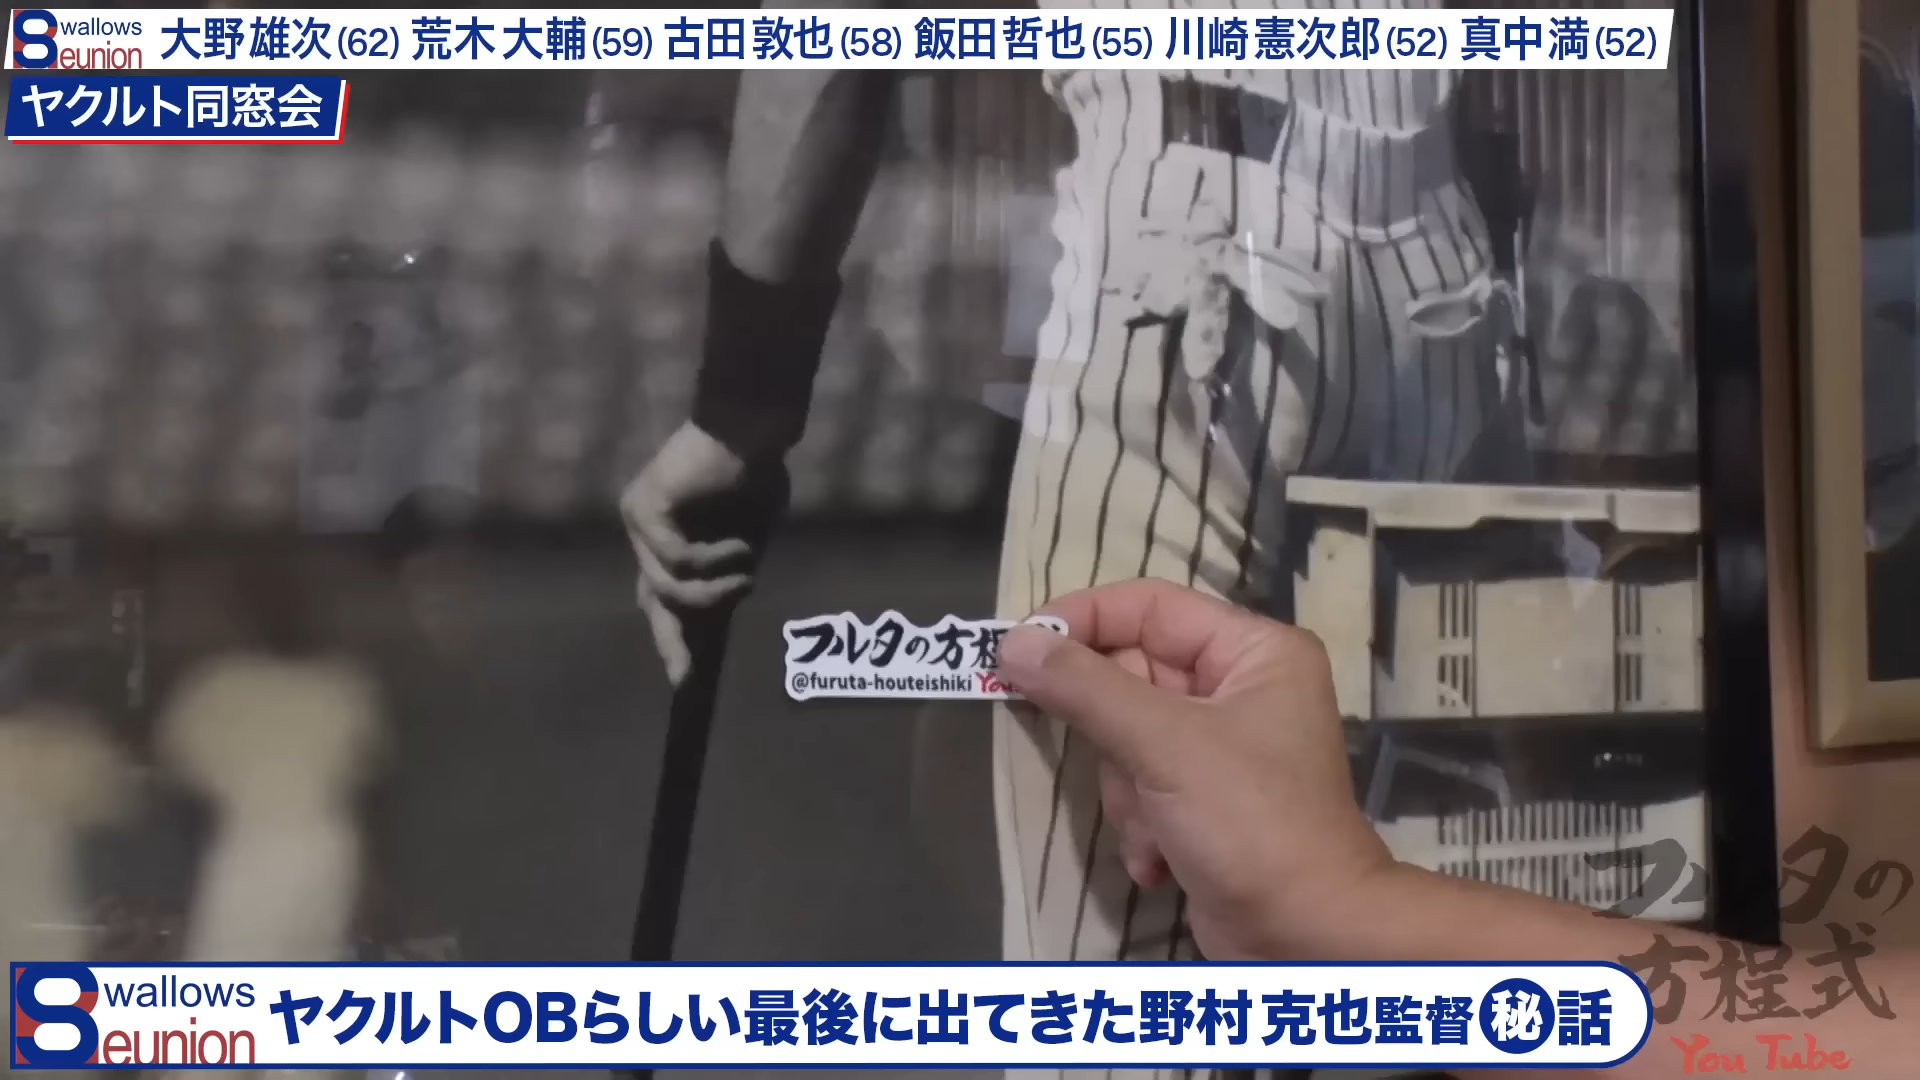 Swallows
Reunion
大野雄次(62) 荒木大輔(59) 古田敦也(58) 飯田哲也(55) 川崎憲次郎(52) 真中満(52)
ヤクルト同窓会
フルタの方程
@furuta-houteishiki
フルタの
方程式
YouTube
Swallows
Reunion
ヤクルトOBらしい最後に出てきた野村克也監督㊙話